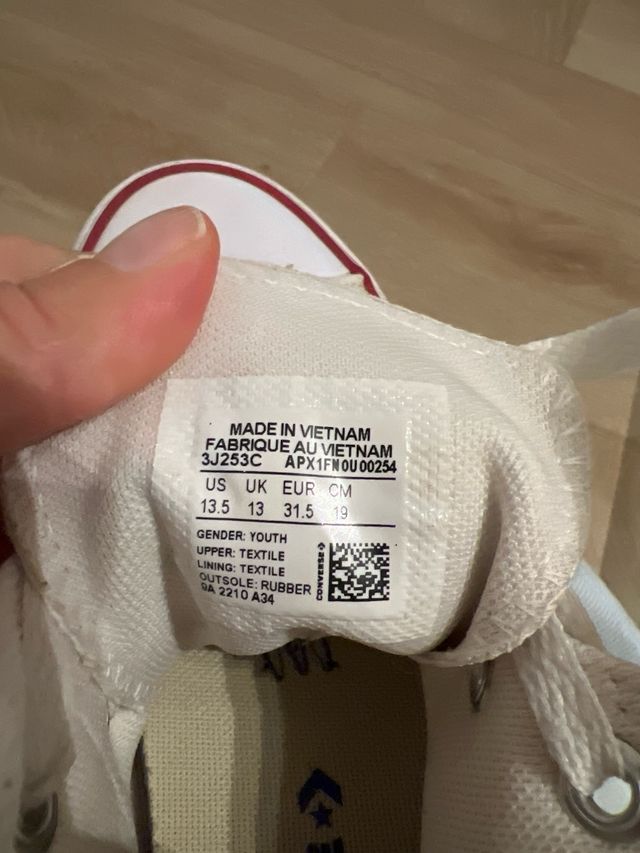 MADE IN VIETNAM
FABRIQUE AU VIETNAM
3J253C APX1FN0U00254
US UK EUR CM
13.5 13 31.5 19
GENDER: YOUTH
UPPER: TEXTILE
LINING: TEXTILE
OUTSOLE: RUBBER
9A 2210 A34
CONVERSE